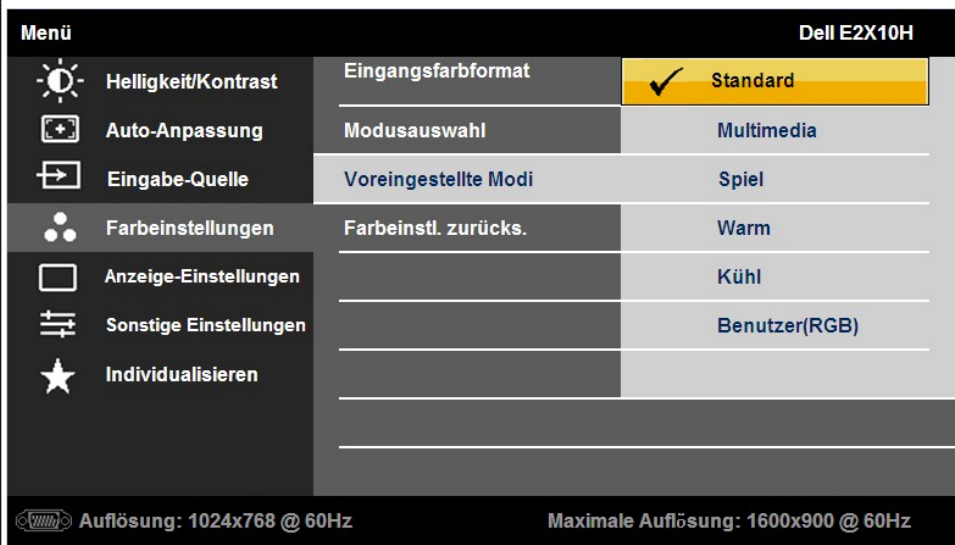 Menü
Dell E2X10H
Helligkeit/Kontrast
Eingangsfarbformat
Standard
Auto-Anpassung
Modusauswahl
Multimedia
Eingabe-Quelle
Voreingestellte Modi
Spiel
Farbeinstellungen
Farbeinstl. zurücks.
Warm
Anzeige-Einstellungen
Kühl
Sonstige Einstellungen
Benutzer(RGB)
Individualisieren
Auflösung: 1024x768 @ 60Hz
Maximale Auflösung: 1600x900 @ 60Hz